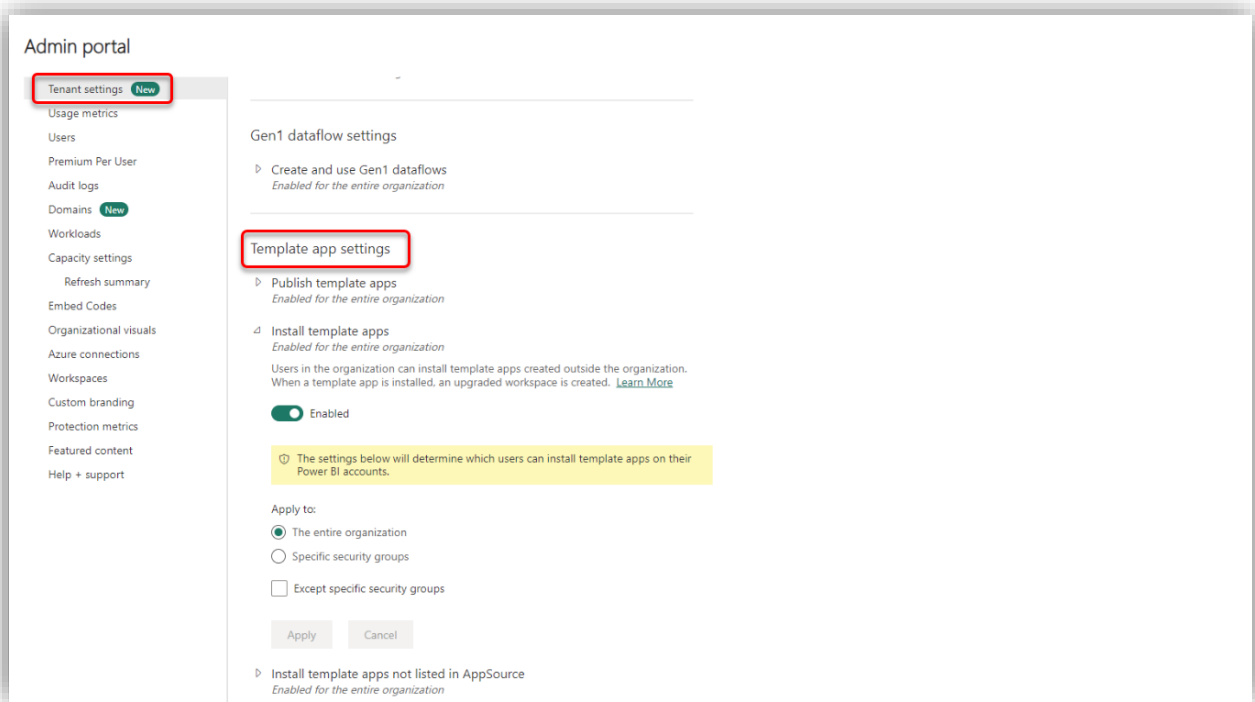 Admin portal
Tenant settings New
Usage metrics
Users
Premium Per User
Audit logs
Domains New
Workloads
Capacity settings
Refresh summary
Embed Codes
Organizational visuals
Azure connections
Workspaces
Custom branding
Protection metrics
Featured content
Help + support
Gen1 dataflow settings
Create and use Gen1 dataflows
Enabled for the entire organization
Template app settings
Publish template apps
Enabled for the entire organization
Install template apps
Enabled for the entire organization
Users in the organization can install template apps created outside the organization.
When a template app is installed, an upgraded workspace is created. Learn More
Enabled
The settings below will determine which users can install template apps on their
Power BI accounts.
Apply to:
The entire organization
Specific security groups
Except specific security groups
Apply Cancel
Install template apps not listed in AppSource
Enabled for the entire organization